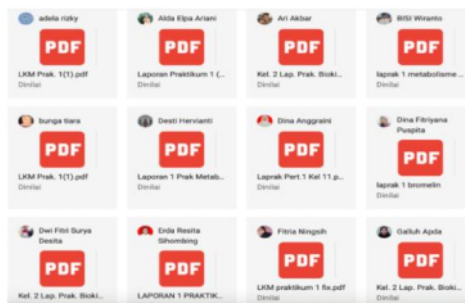 adela rizky
PDF
LKM Prak. 1(1).pdf
Dinilai
Alda Elpa Ariani
PDF
Laporan Praktikum 1 (...
Dinilai
Ari Akbar
PDF
Kel. 2 Lap. Prak. Bioki...
Dinilai
BISI Wiranto
PDF
laprak 1 metabolisme ...
Dinilai
bunga tiara
PDF
LKM Prak. 1(1).pdf
Dinilai
Desti Hervianti
PDF
Laporan 1 Prak Metab...
Dinilai
Dina Anggraini
PDF
Laprak Pert.1 Kel 11.p...
Dinilai
Dina Fitriyana
Puspita
PDF
laprak 1 bromelin
Dinilai
Dwi Fitri Surya
Desita
PDF
Kel. 2 Lap. Prak. Bioki...
Erda Resita
Sihombing
PDF
LAPORAN 1 PRAKTIK...
Fitria Ningsih
PDF
LKM praktikum 1 fix.pdf
Dinilai
Galluh Apda
PDF
Kel. 2 Lap. Prak. Bioki...
Dinilai